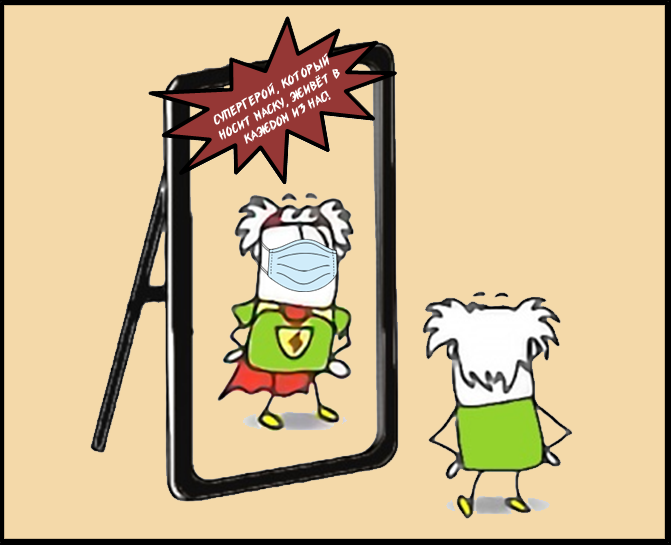 СУПЕРГЕРОЙ, КОТОРЫЙ
НОСИТ МАСКУ, ЖИВЁТ В
КАЖДОМ ИЗ НАС!